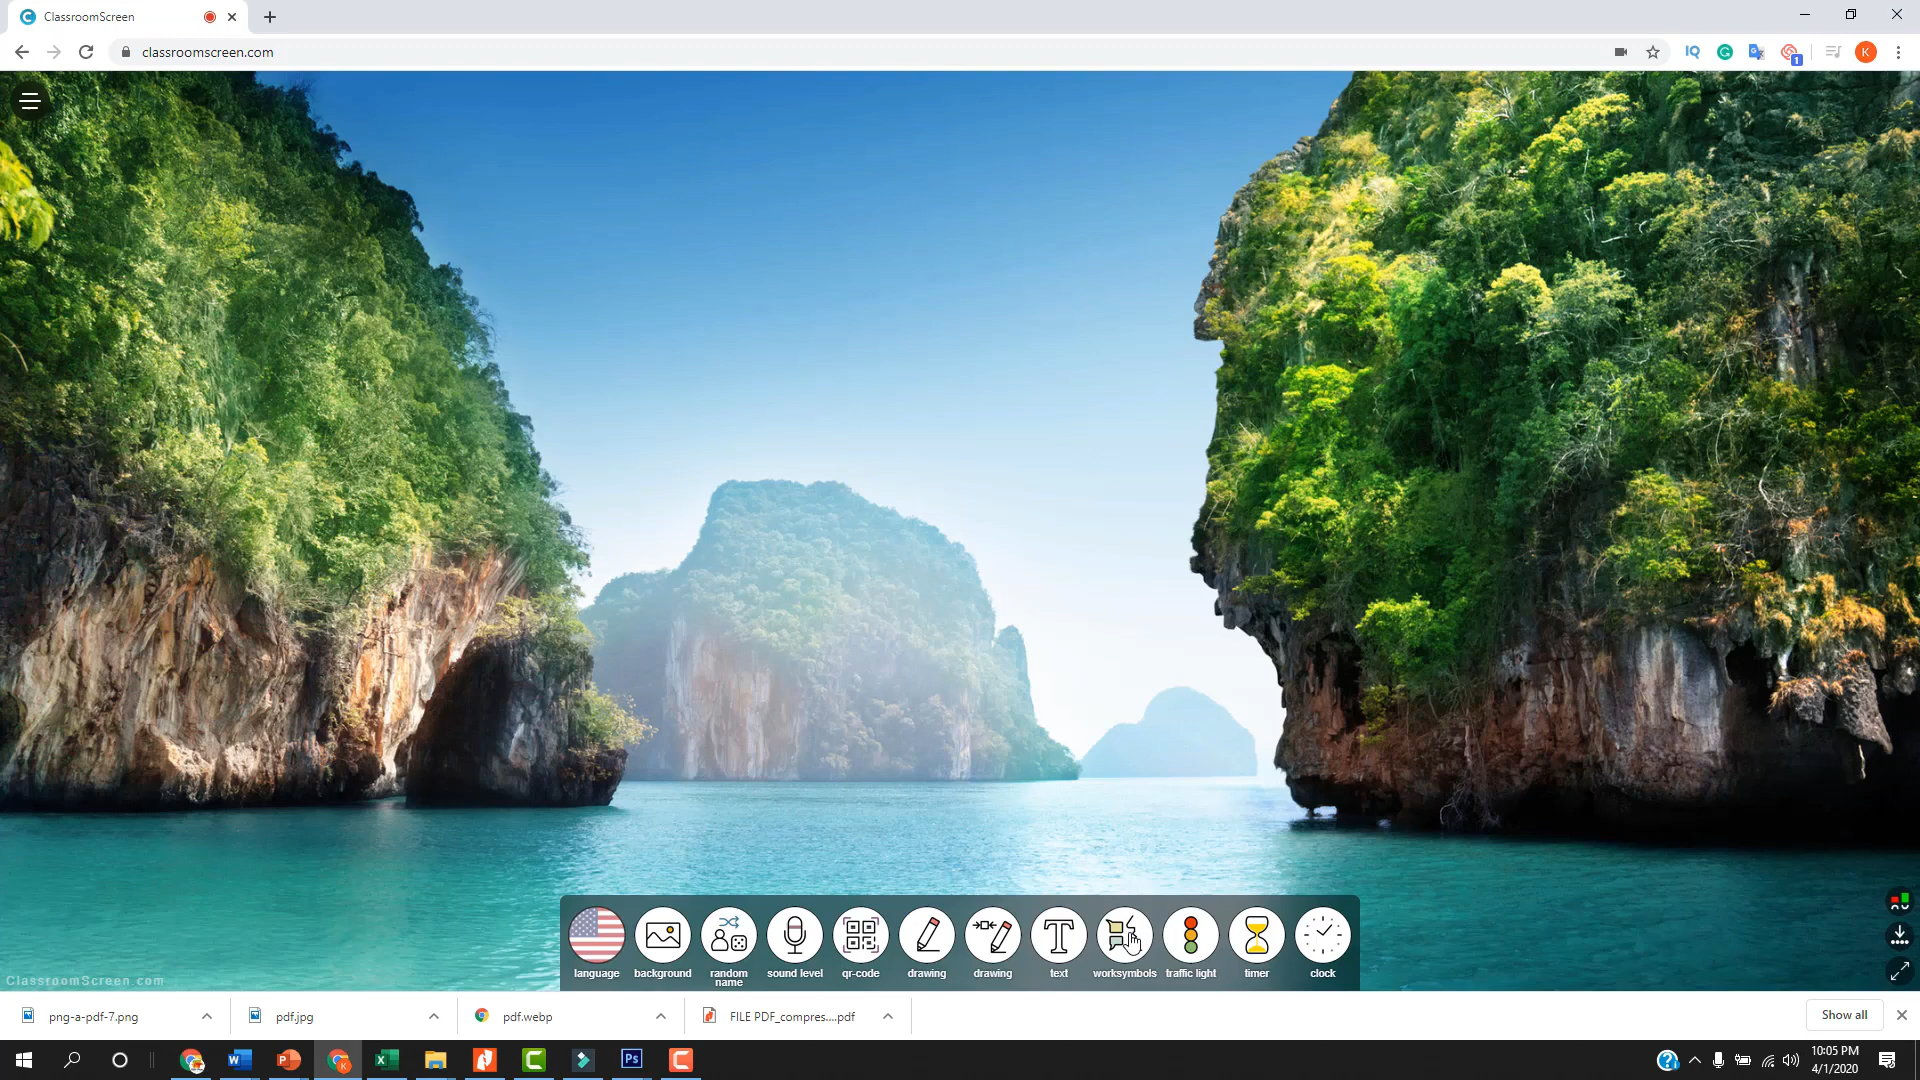 ClassroomScreen
classroomscreen.com
IQ
K
1
ClassroomScreen.com
language
background
random name
sound level
qr-code
drawing
drawing
text
worksymbols
traffic light
timer
clock
png-a-pdf-7.png
pdf.jpg
pdf.webp
FILE PDF_compres....pdf
Show all
10:05 PM
4/1/2020